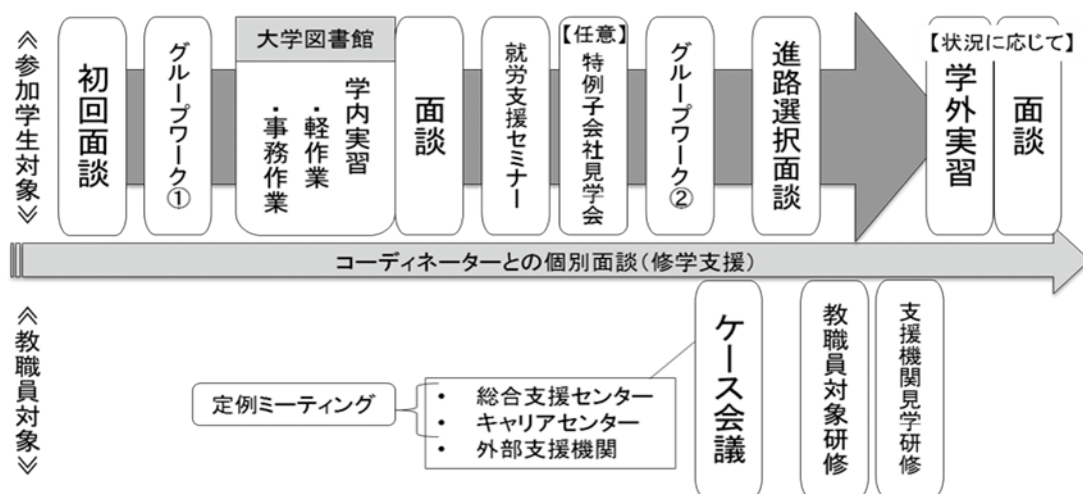 ≪参加学生対象≫
初回面談
グループワーク①
大学図書館
学内実習
・軽作業
・事務作業
面談
就労支援セミナー
【任意】
特例子会社見学会
グループワーク②
進路選択面談
【状況に応じて】
学外実習
面談
コーディネーターとの個別面談(修学支援)
≪教職員対象≫
定例ミーティング
・ 総合支援センター
・ キャリアセンター
・ 外部支援機関
ケース会議
教職員対象研修
支援機関見学研修